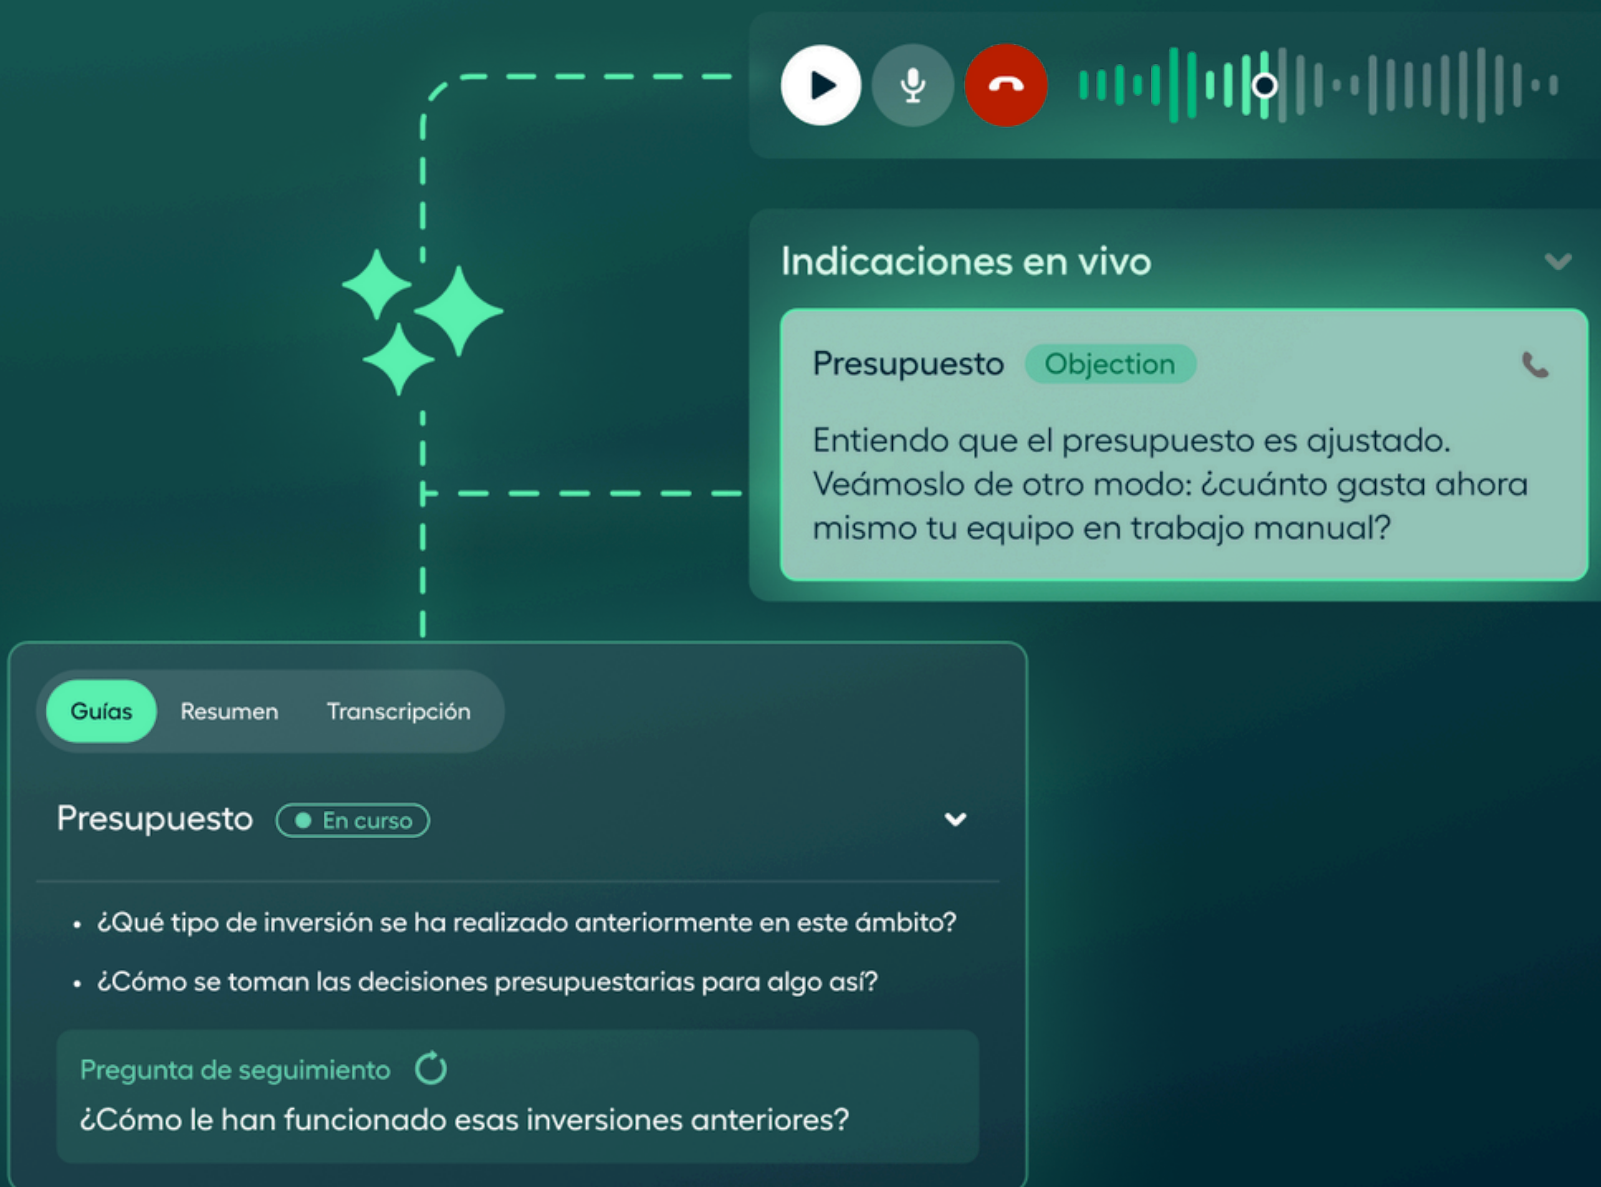 Indicaciones en vivo
Presupuesto Objection
Entiendo que el presupuesto es ajustado.
Veámoslo de otro modo: ¿cuánto gasta ahora
mismo tu equipo en trabajo manual?
Guías Resumen Transcripción
Presupuesto En curso
• ¿Qué tipo de inversión se ha realizado anteriormente en este ámbito?
• ¿Cómo se toman las decisiones presupuestarias para algo así?
Pregunta de seguimiento
¿Cómo le han funcionado esas inversiones anteriores?